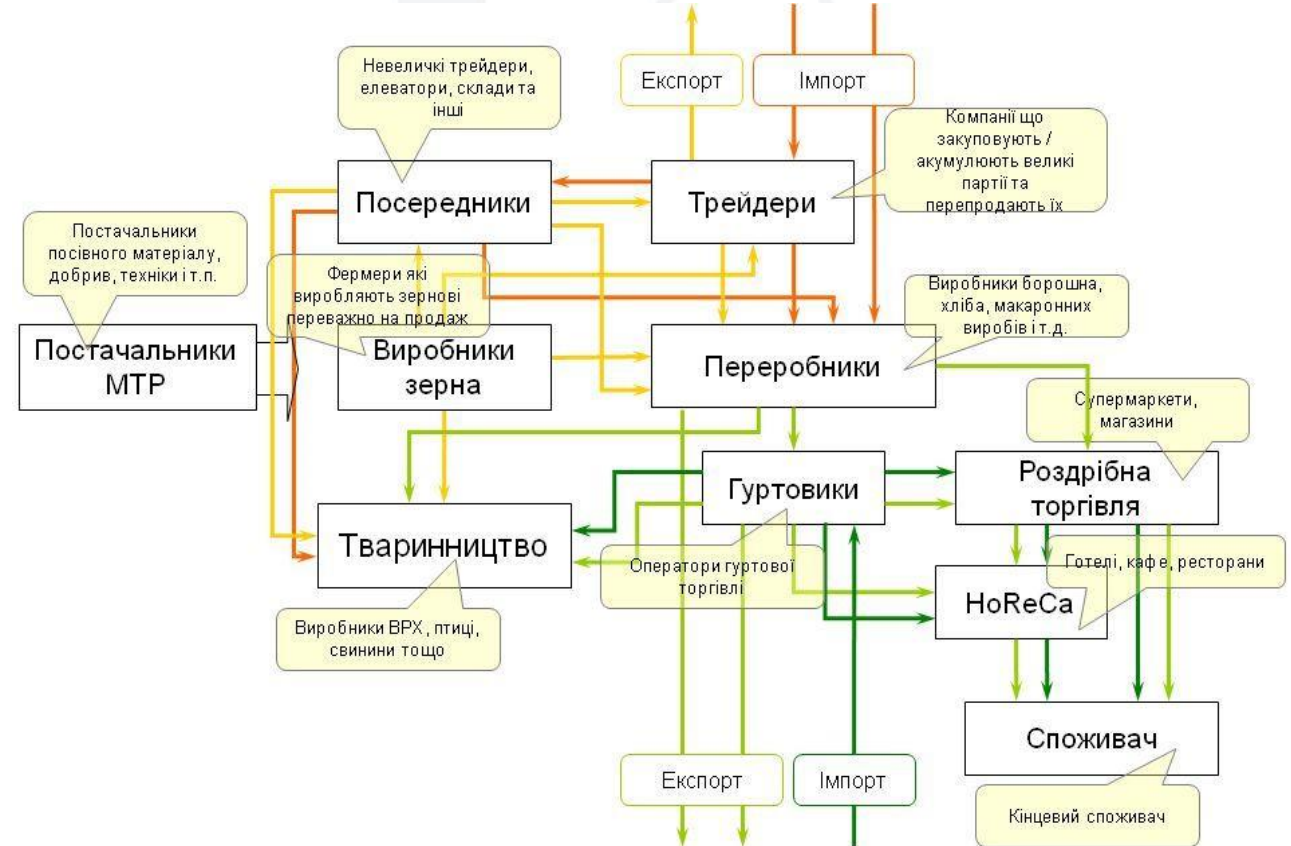 Невеличкі трейдери,
елеватори, склади та
інші
Експорт
Імпорт
Компанії що
закуповують /
акумулюють великі
партії та
перепродають їх
Посередники
Трейдери
Постачальники
посівного матеріалу,
добрив, техніки і т.п.
Фермери які
виробляють зернові
переважно на продаж
Виробники борошна,
хліба, макаронних
виробів і т.д.
Постачальники
МТР
Виробники
зерна
Переробники
Супермаркети,
магазини
Гуртовики
Роздрібна
торгівля
Тваринництво
Оператори гуртової
торгівлі
Готелі, кафе, ресторани
HoReCa
Виробники ВРХ, птиці,
свинини тощо
Споживач
Експорт
Імпорт
Кінцевий споживач